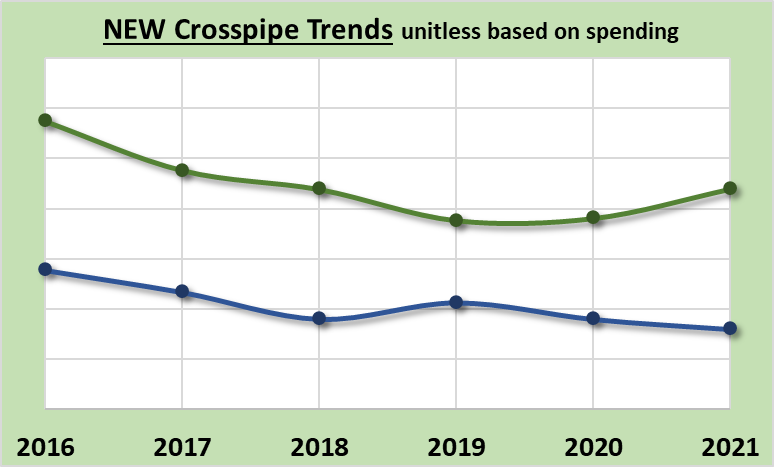 NEW Crosspipe Trends unitless based on spending
2016 2017 2018 2019 2020 2021